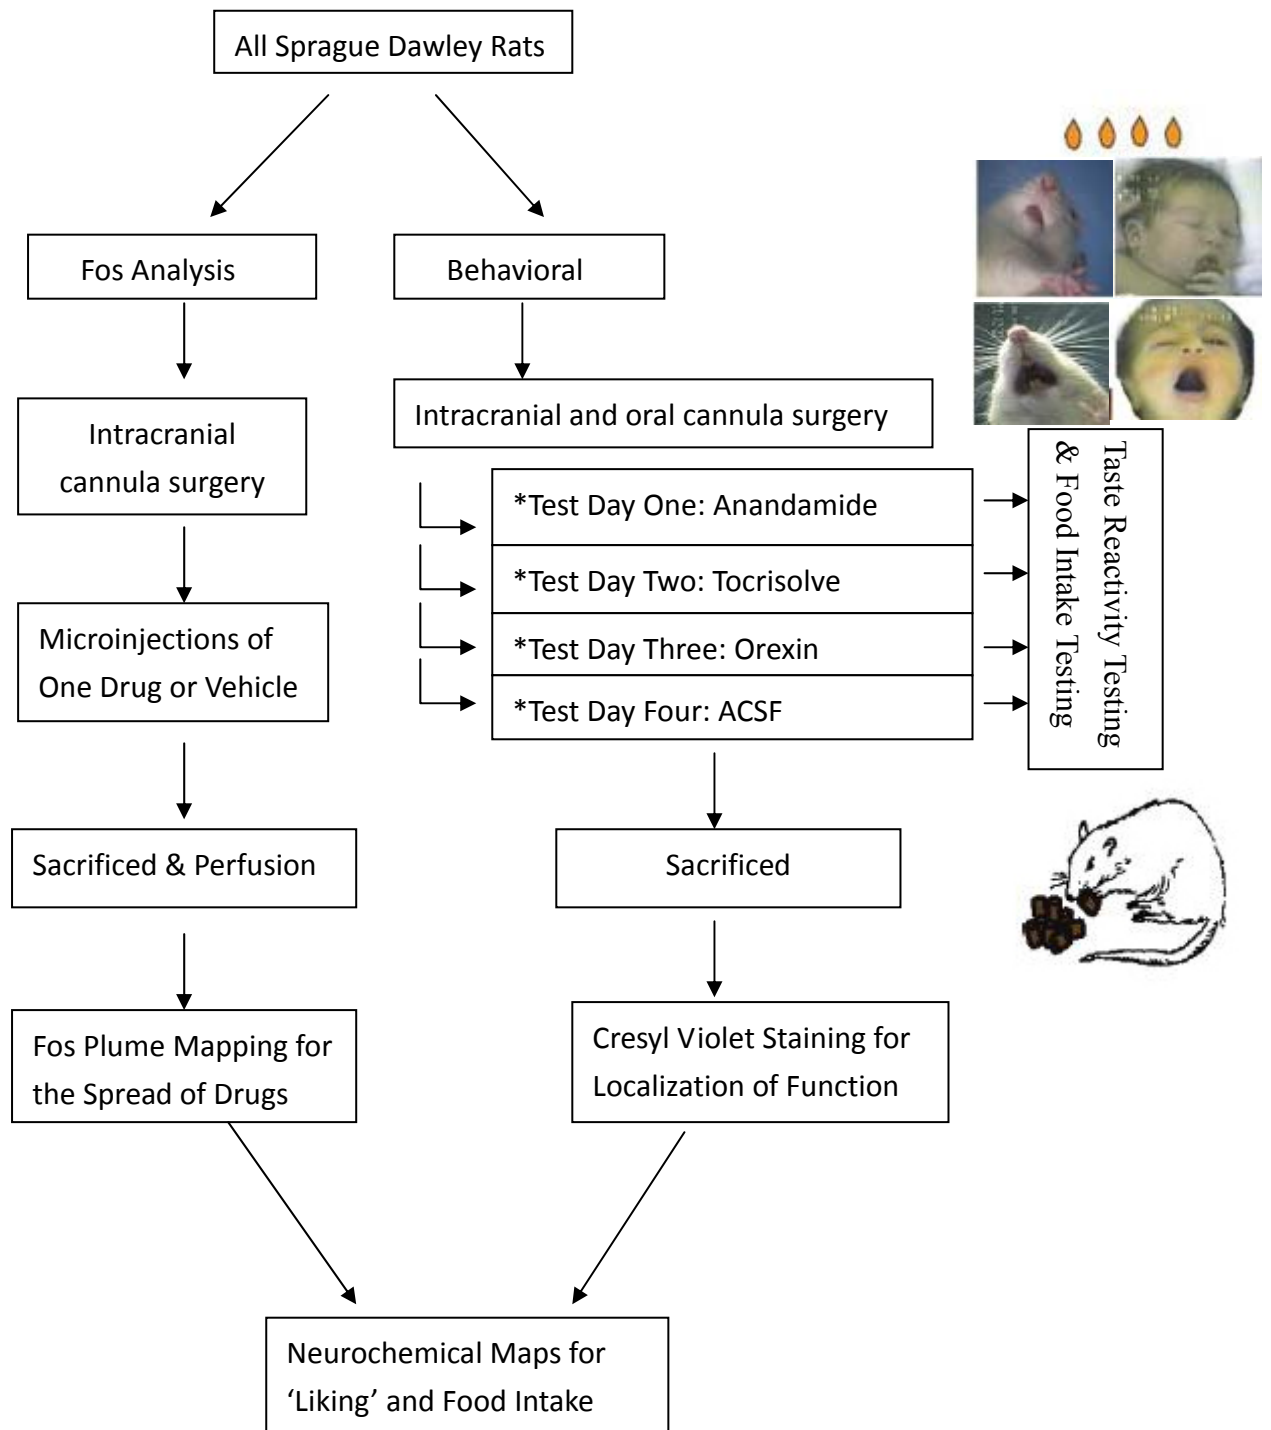 All Sprague Dawley Rats
Fos Analysis
Behavioral
Intracranial
cannula surgery
Intracranial and oral cannula surgery
*Test Day One: Anandamide
*Test Day Two: Tocrisolve
*Test Day Three: Orexin
*Test Day Four: ACSF
Taste Reactivity Testing
& Food Intake Testing
Microinjections of
One Drug or Vehicle
Sacrificed & Perfusion
Sacrificed
Fos Plume Mapping for
the Spread of Drugs
Cresyl Violet Staining for
Localization of Function
Neurochemical Maps for
‘Liking’ and Food Intake